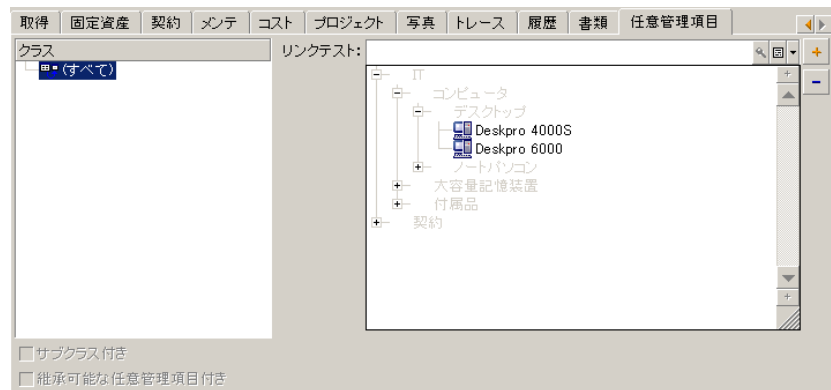 取得 固定資産 契約 メンテ コスト プロジェクト 写真 トレース 履歴 書類 任意管理項目
クラス
(すべて)
リンクテスト:
IT
コンピュータ
デスクトップ
Deskpro 4000S
Deskpro 6000
ノートパソコン
大容量記憶装置
付属品
契約
サブクラス付き
継承可能な任意管理項目付き